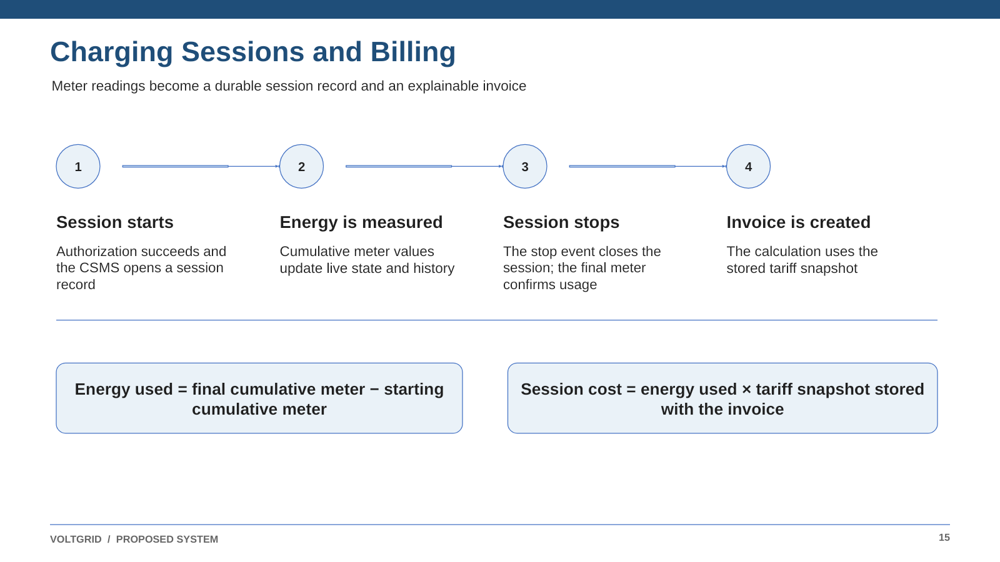 Charging Sessions and Billing
Meter readings become a durable session record and an explainable invoice
1
2
3
4
Session starts
Authorization succeeds and
the CSMS opens a session
record
Energy is measured
Cumulative meter values
update live state and history
Session stops
The stop event closes the
session; the final meter
confirms usage
Invoice is created
The calculation uses the
stored tariff snapshot
Energy used = final cumulative meter − starting
cumulative meter
Session cost = energy used × tariff snapshot stored
with the invoice
VOLTGRID / PROPOSED SYSTEM
15